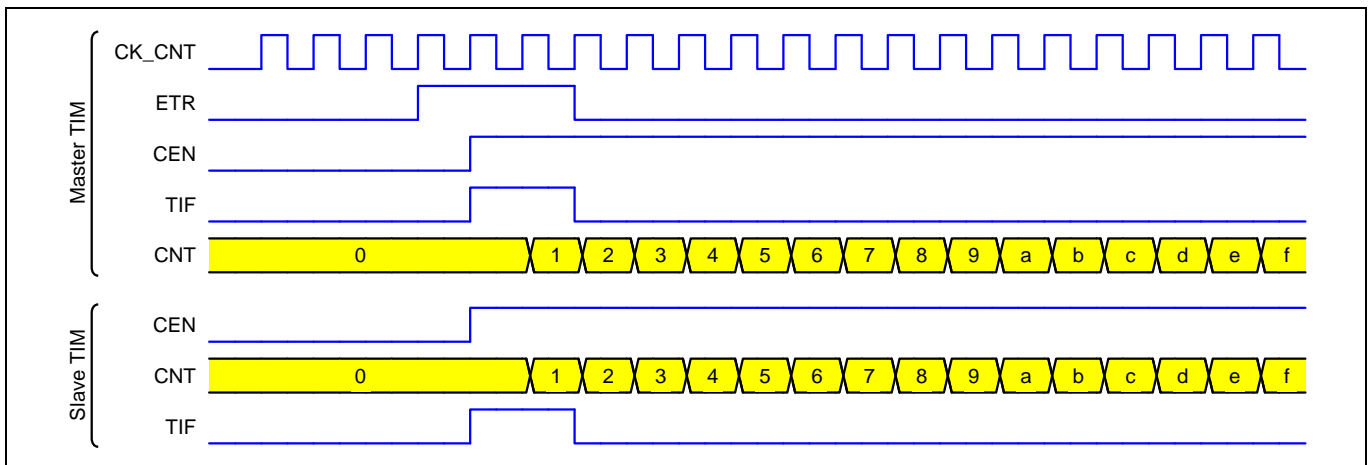 Master TIM
CK_CNT
ETR
CEN
TIF
CNT 0 1 2 3 4 5 6 7 8 9 a b c d e f
Slave TIM
CEN
CNT 0 1 2 3 4 5 6 7 8 9 a b c d e f
TIF